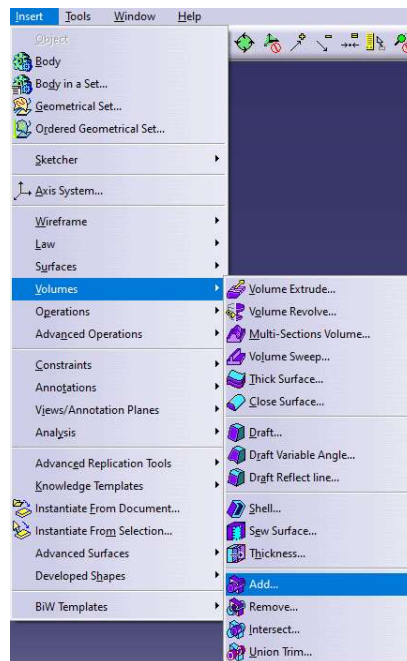 Insert Tools Window Help
Object
Body
Body in a Set...
Geometrical Set...
Ordered Geometrical Set...
Sketcher
Axis System...
Wireframe
Law
Surfaces
Volumes
Operations
Advanced Operations
Constraints
Annotations
Views/Annotation Planes
Analysis
Advanced Replication Tools
Knowledge Templates
Instantiate From Document...
Instantiate From Selection...
Advanced Surfaces
Developed Shapes
BiW Templates
Volume Extrude...
Volume Revolve...
Multi-Sections Volume...
Volume Sweep...
Thick Surface...
Close Surface...
Draft...
Draft Variable Angle...
Draft Reflect line...
Shell...
Sew Surface...
Thickness...
Add...
Remove...
Intersect...
Union Trim...